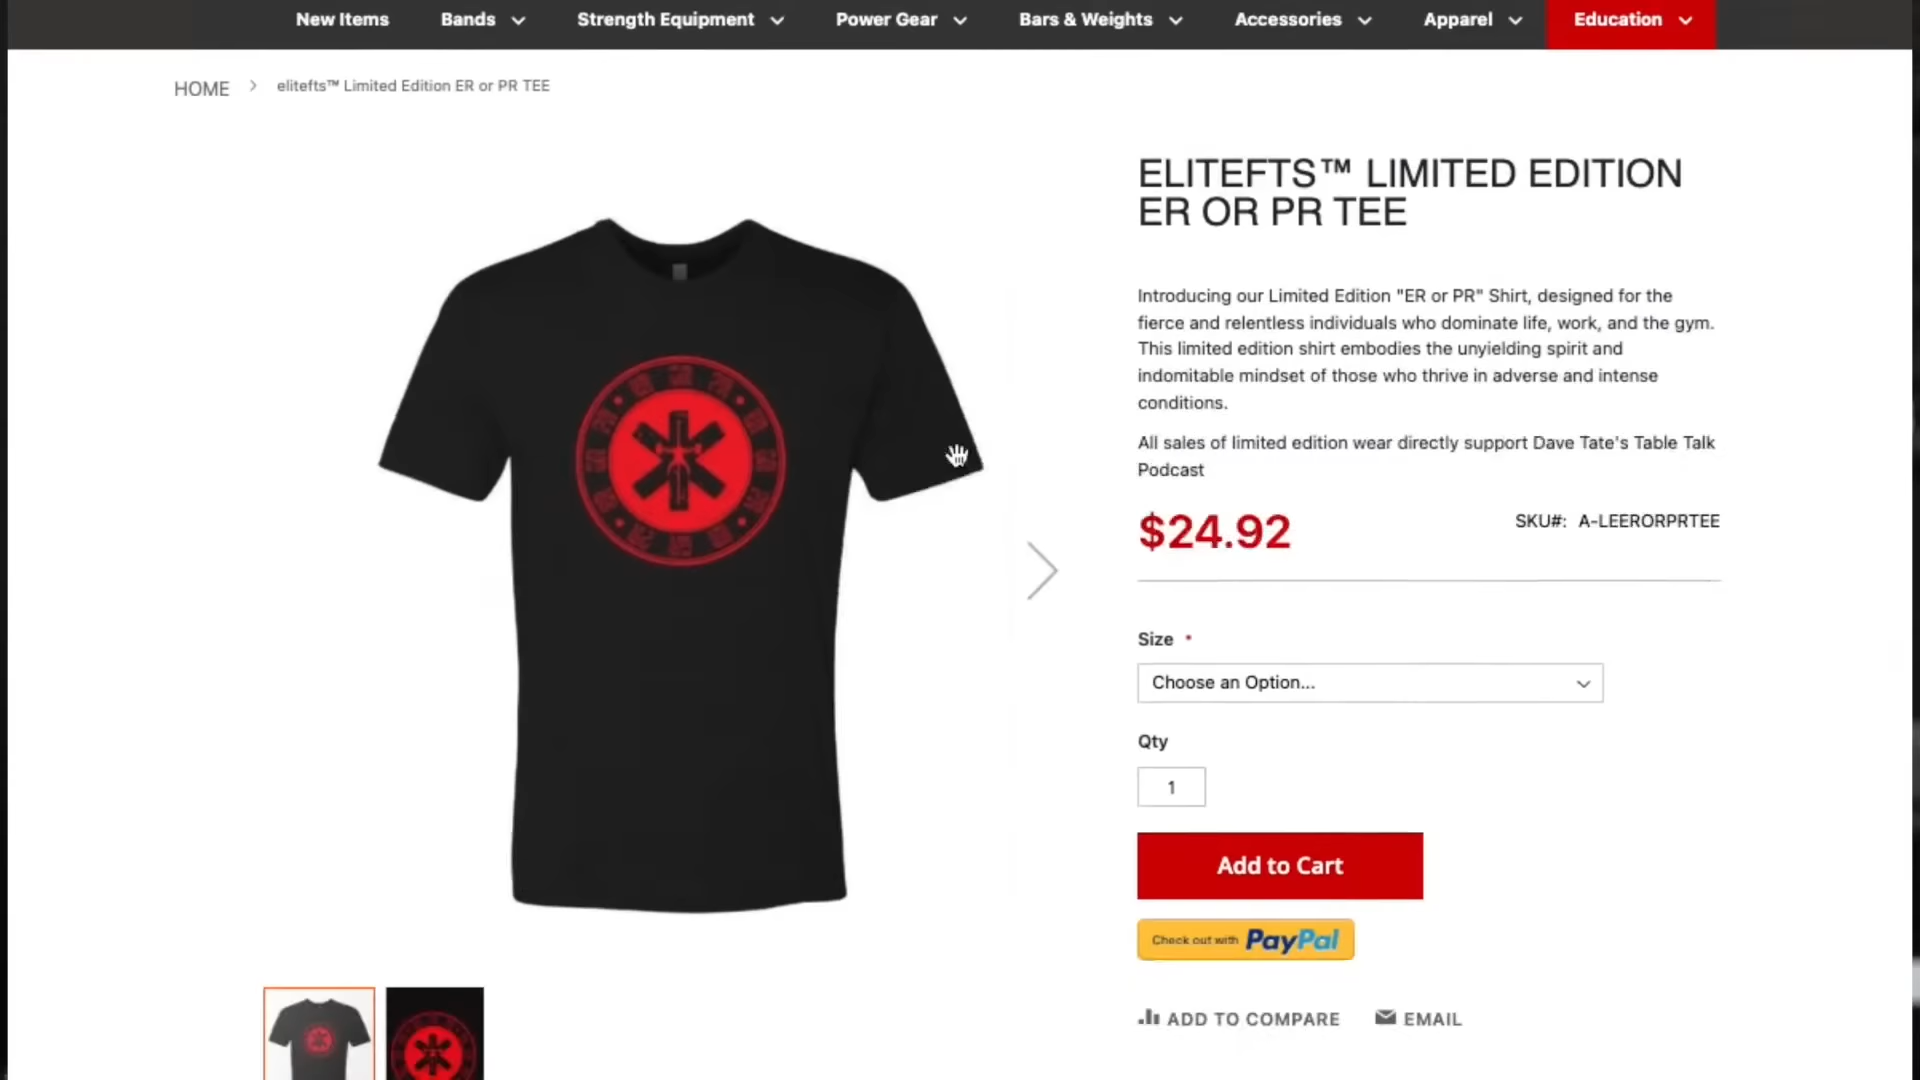 New Items
Bands
Strength Equipment
Power Gear
Bars & Weights
Accessories
Apparel
Education
HOME
elitefts™ Limited Edition ER or PR TEE
ELITEFTS™ LIMITED EDITION
ER OR PR TEE
Introducing our Limited Edition "ER or PR" Shirt, designed for the
fierce and relentless individuals who dominate life, work, and the gym.
This limited edition shirt embodies the unyielding spirit and
indomitable mindset of those who thrive in adverse and intense
conditions.
All sales of limited edition wear directly support Dave Tate's Table Talk
Podcast
$24.92
SKU#: A-LEERORPRTEE
Size *
Choose an Option...
Qty
1
Add to Cart
Check out with PayPal
ADD TO COMPARE
EMAIL